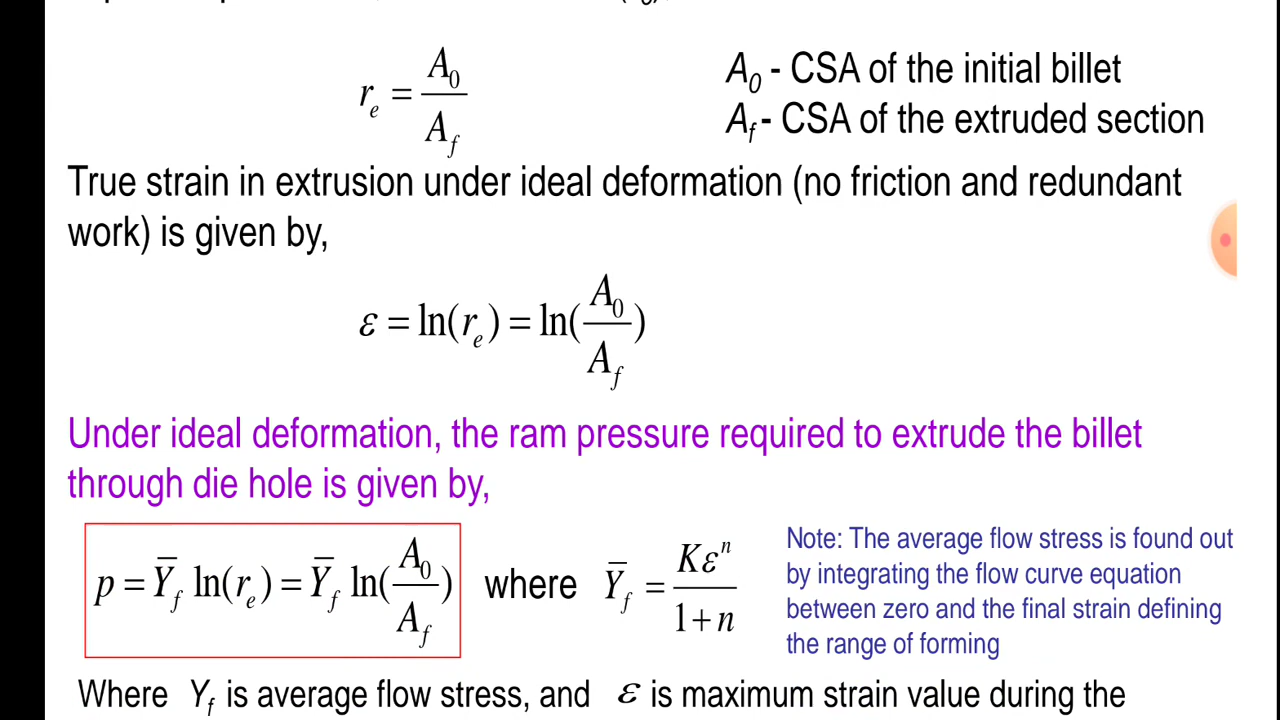 r_e = A_0 / A_f
A_0 - CSA of the initial billet
A_f - CSA of the extruded section
True strain in extrusion under ideal deformation (no friction and redundant
work) is given by,
ε = ln(r_e) = ln(A_0 / A_f)
Under ideal deformation, the ram pressure required to extrude the billet
through die hole is given by,
p = Ȳ_f ln(r_e) = Ȳ_f ln(A_0 / A_f) where Ȳ_f = Kε^n / 1+n
Note: The average flow stress is found out
by integrating the flow curve equation
between zero and the final strain defining
the range of forming
Where Y_f is average flow stress, and ε is maximum strain value during the